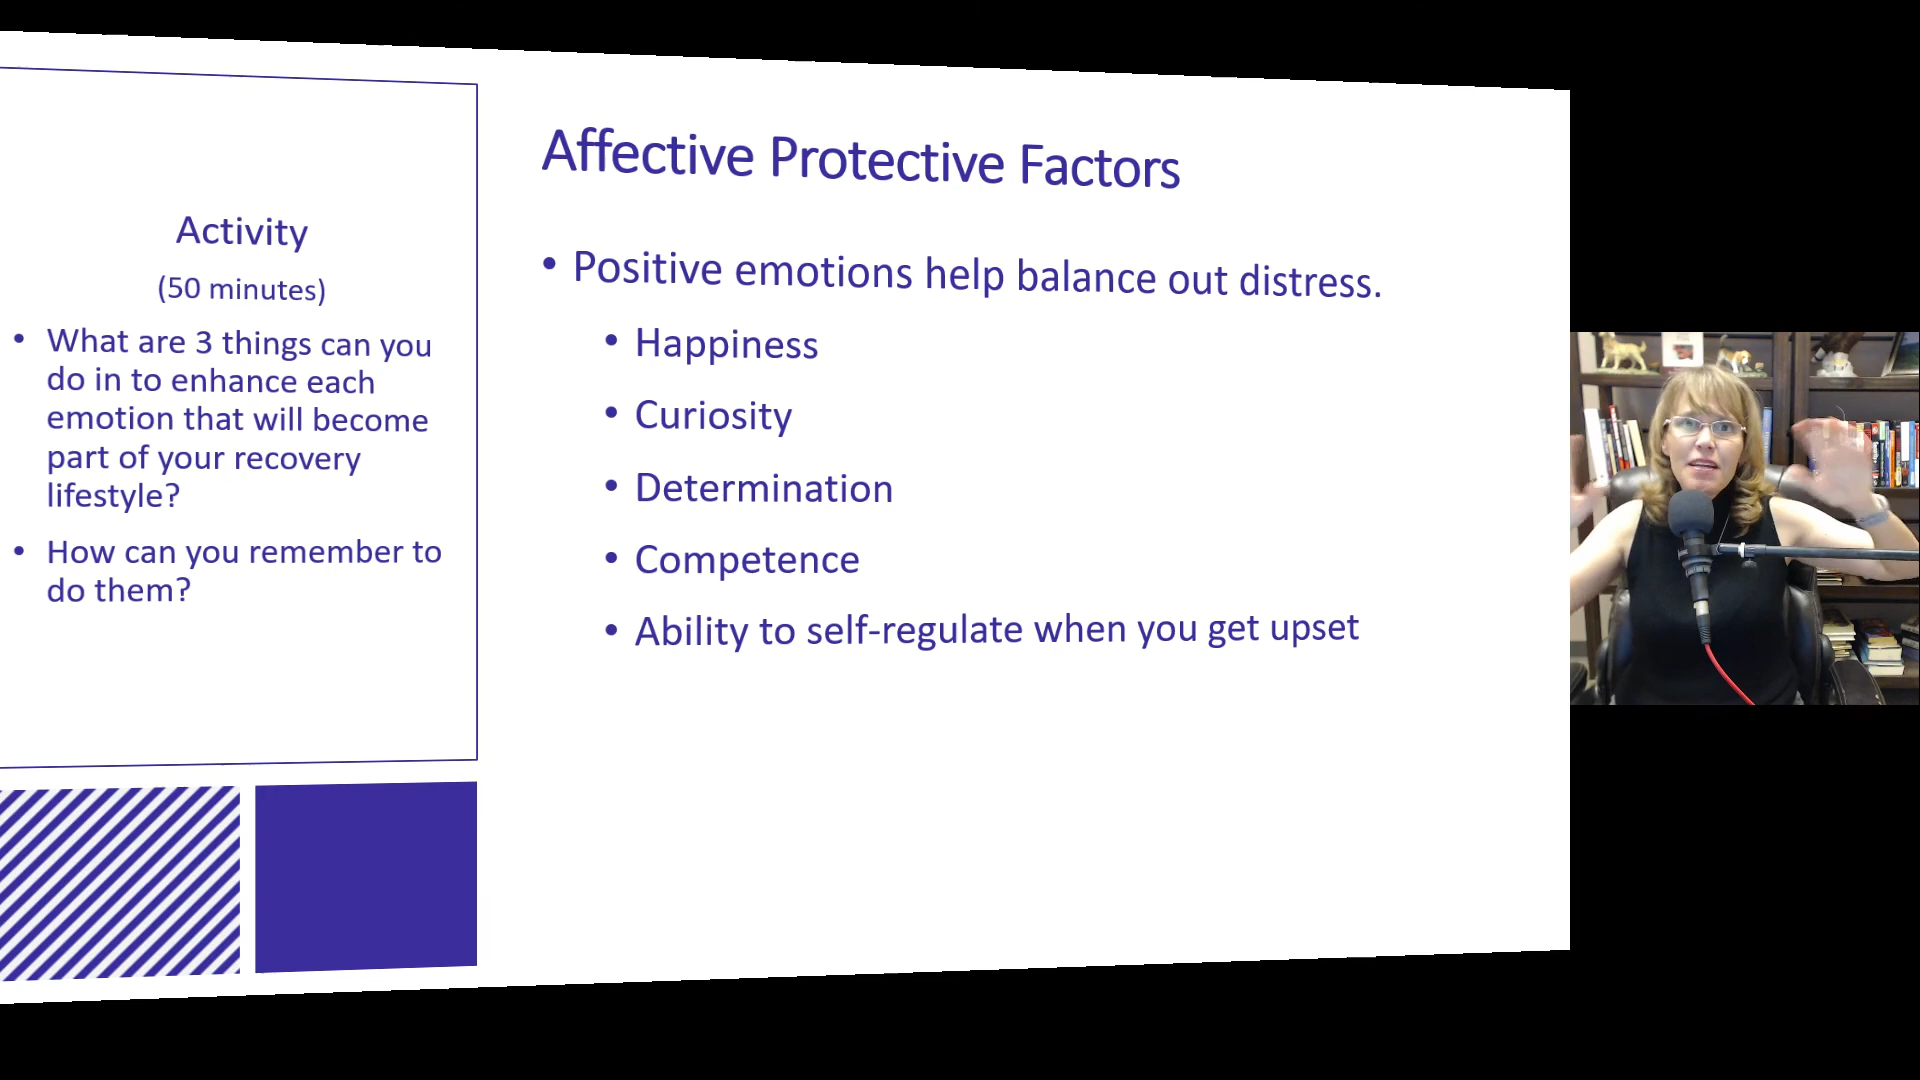 Activity
(50 minutes)
• What are 3 things can you
do in to enhance each
emotion that will become
part of your recovery
lifestyle?
• How can you remember to
do them?
Affective Protective Factors
• Positive emotions help balance out distress.
• Happiness
• Curiosity
• Determination
• Competence
• Ability to self-regulate when you get upset